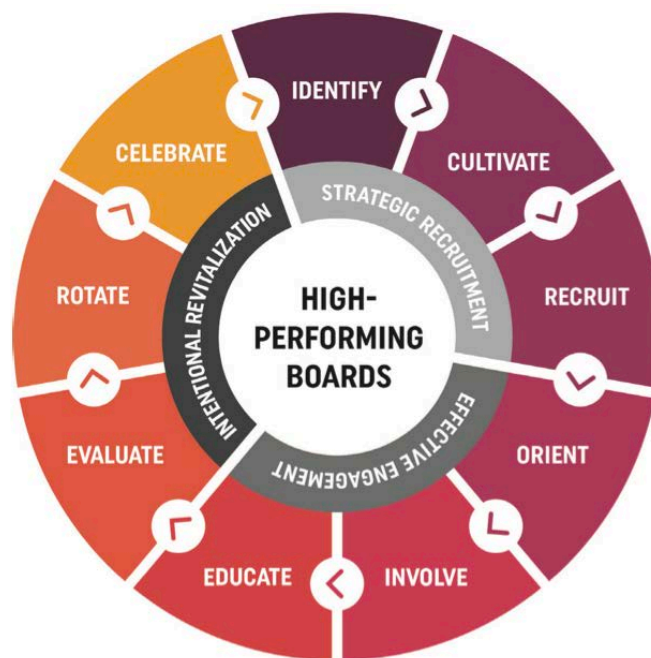 HIGH-
PERFORMING
BOARDS
STRATEGIC RECRUITMENT
EFFECTIVE ENGAGEMENT
INTENTIONAL REVITALIZATION
IDENTIFY
CULTIVATE
RECRUIT
ORIENT
INVOLVE
EDUCATE
EVALUATE
ROTATE
CELEBRATE